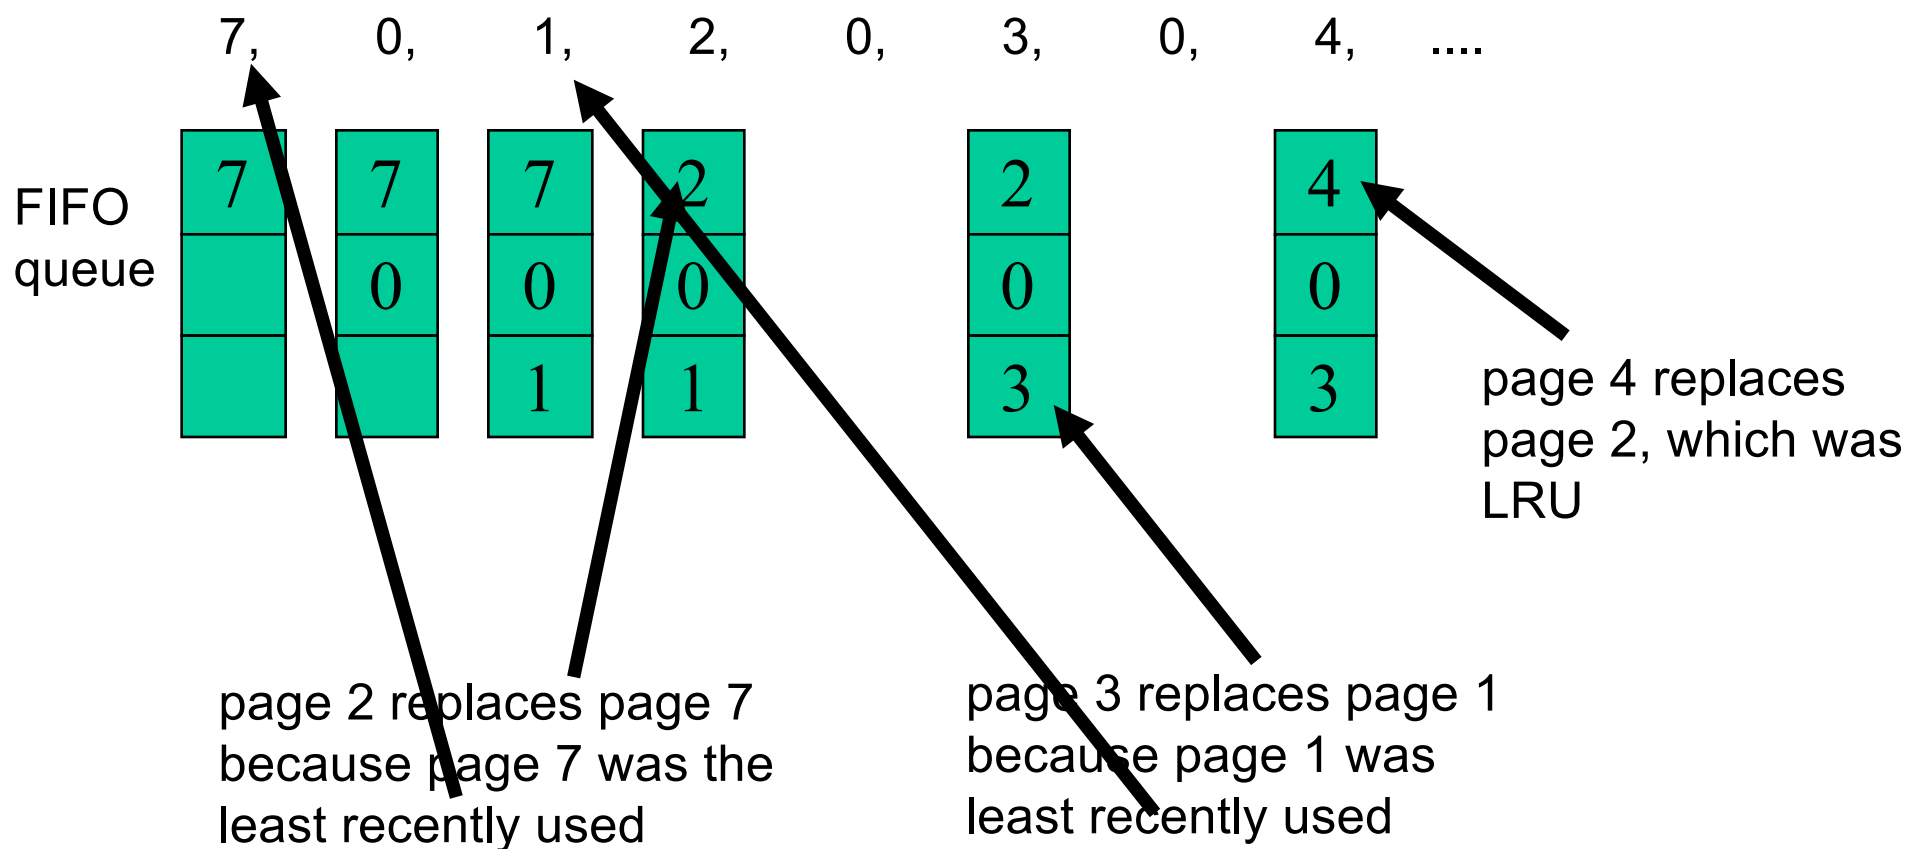 7, 0, 1, 2, 0, 3, 0, 4, ....
FIFO
queue
7 7 7 2 2 4
0 0 0 0 0
1 1 3 3
page 4 replaces
page 2, which was
LRU
page 2 replaces page 7
because page 7 was the
least recently used
page 3 replaces page 1
because page 1 was
least recently used